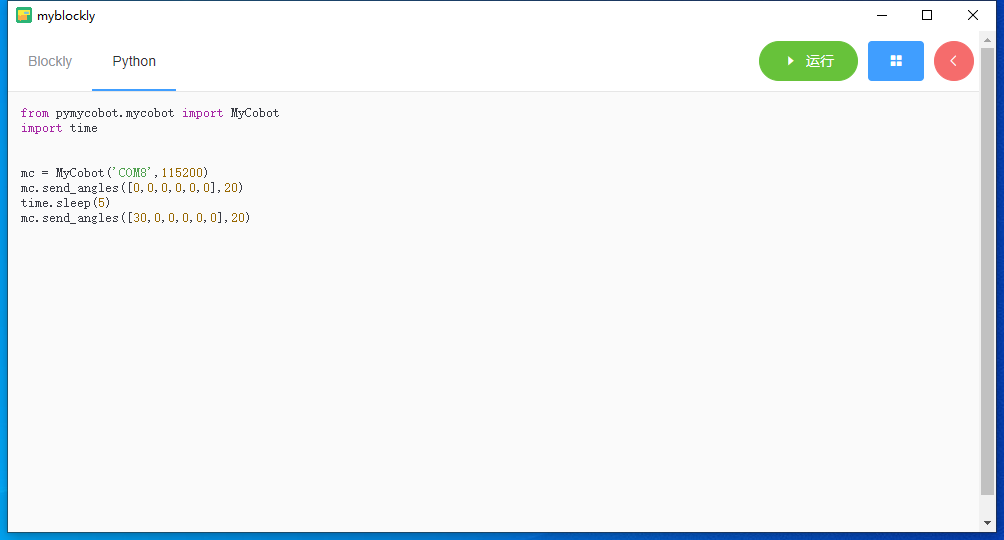 myblockly
Blockly Python 运行
from pymycobot.mycobot import MyCobot
import time
mc = MyCobot('COM8',115200)
mc.send_angles([0,0,0,0,0,0],20)
time.sleep(5)
mc.send_angles([30,0,0,0,0,0],20)